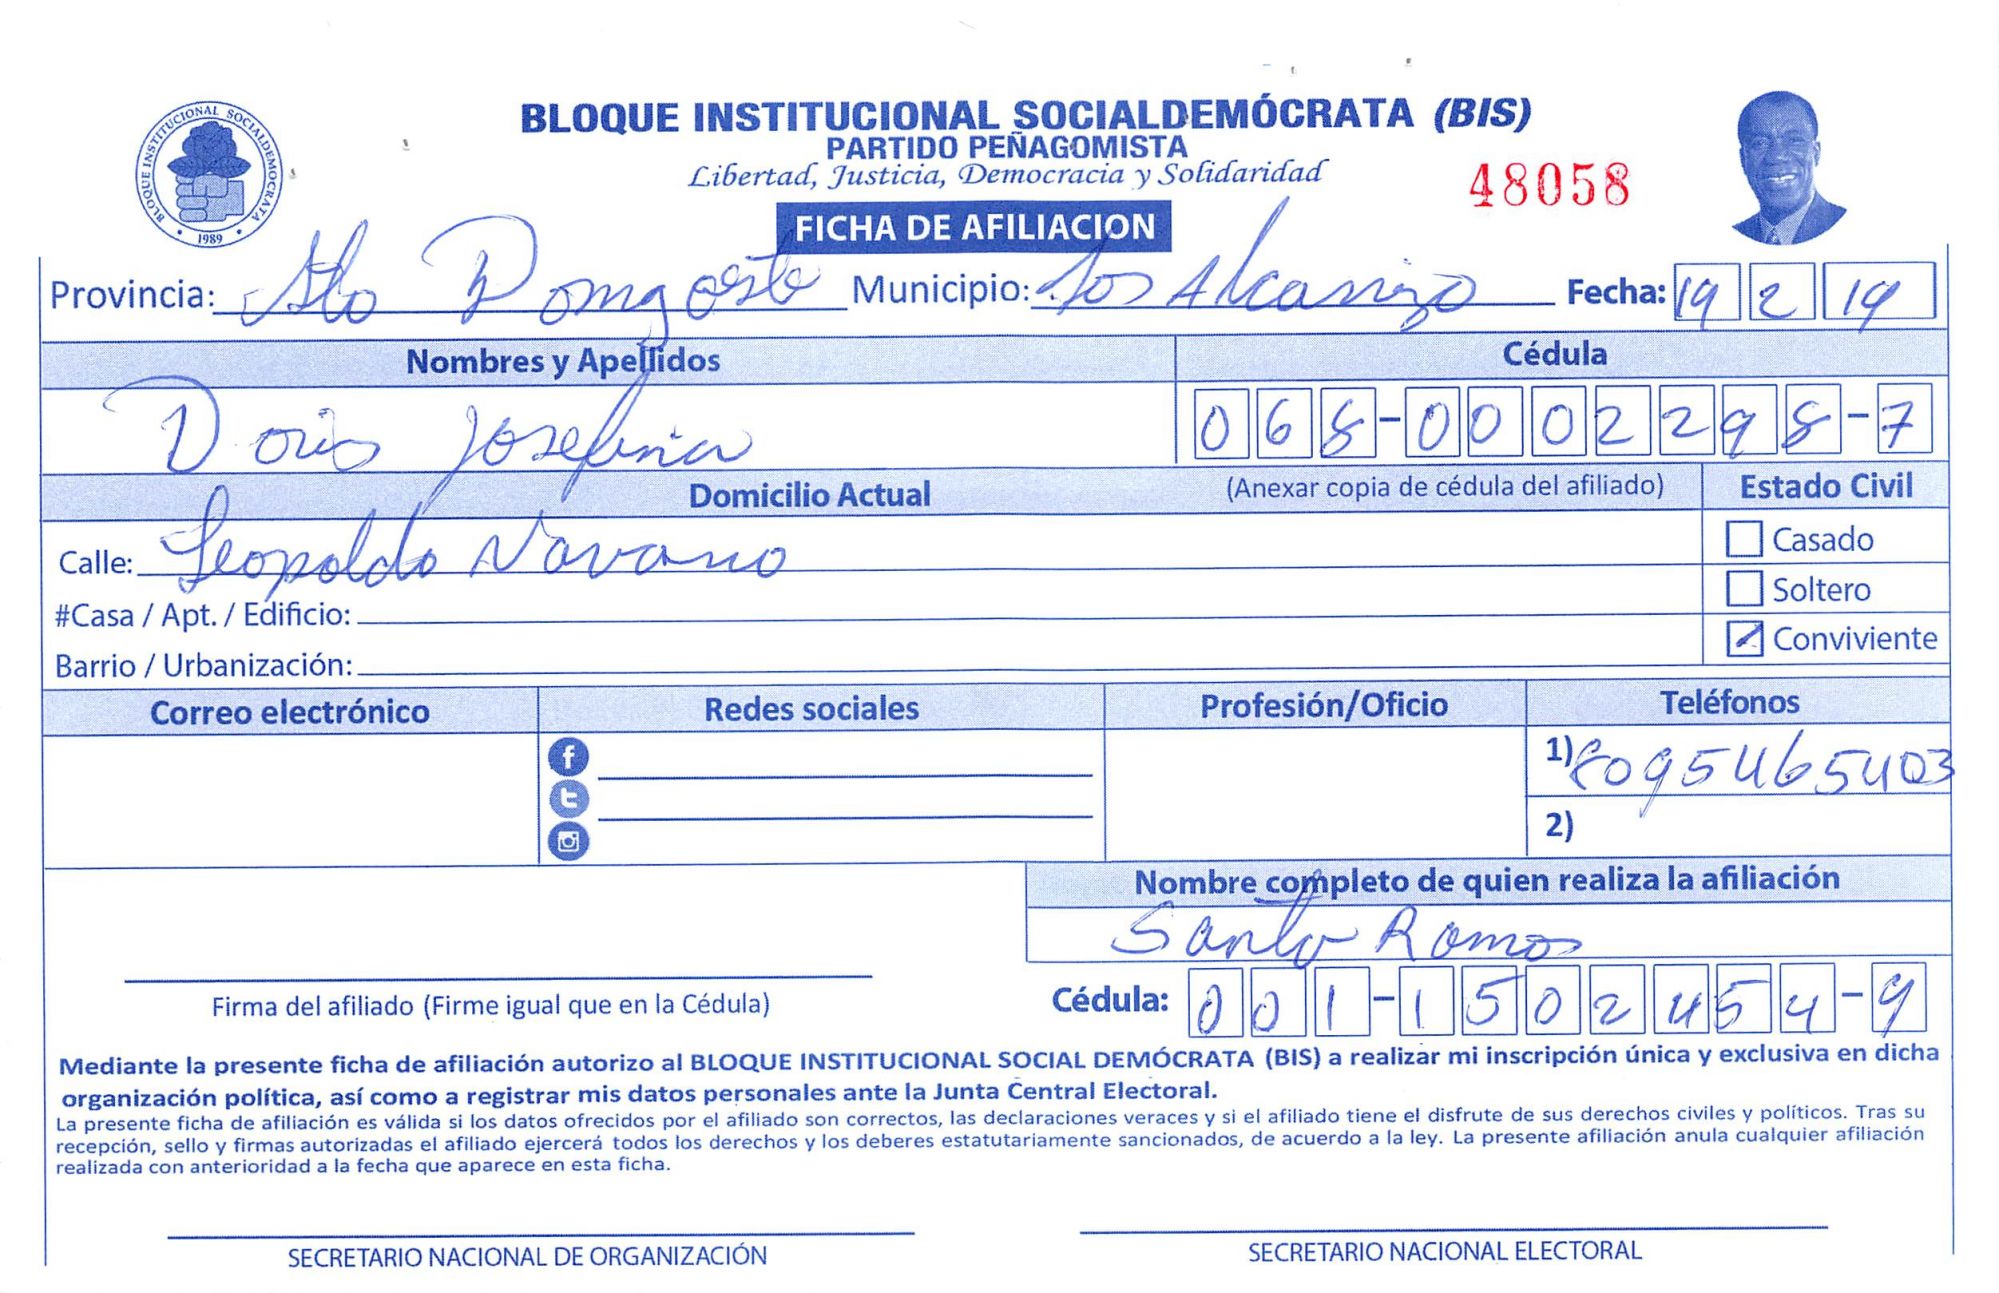 BLOQUE INSTITUCIONAL SOCIALDEMOCRATA
1989
BLOQUE INSTITUCIONAL SOCIALDEMÓCRATA (BIS)
PARTIDO PEÑAGOMISTA
Libertad, Justicia, Democracia y Solidaridad
48058
FICHA DE AFILIACION
Provincia: Sto Domg oeste Municipio: Los Alcarrizo Fecha: 19 2 19
Nombres y Apellidos Cédula
Doris Josefina 068-0002298-7
Domicilio Actual (Anexar copia de cédula del afiliado) Estado Civil
Calle: Leopoldo Navarro Casado
#Casa / Apt. / Edificio: Soltero
Barrio / Urbanización: Conviviente
Correo electrónico Redes sociales Profesión/Oficio Teléfonos
1) 8095465403
2)
Nombre completo de quien realiza la afiliación
Santo Ramos
Firma del afiliado (Firme igual que en la Cédula) Cédula: 001-1502454-9
Mediante la presente ficha de afiliación autorizo al BLOQUE INSTITUCIONAL SOCIAL DEMÓCRATA (BIS) a realizar mi inscripción única y exclusiva en dicha
organización política, así como a registrar mis datos personales ante la Junta Central Electoral.
La presente ficha de afiliación es válida si los datos ofrecidos por el afiliado son correctos, las declaraciones veraces y si el afiliado tiene el disfrute de sus derechos civiles y políticos. Tras su
recepción, sello y firmas autorizadas el afiliado ejercerá todos los derechos y los deberes estatutariamente sancionados, de acuerdo a la ley. La presente afiliación anula cualquier afiliación
realizada con anterioridad a la fecha que aparece en esta ficha.
SECRETARIO NACIONAL DE ORGANIZACIÓN SECRETARIO NACIONAL ELECTORAL